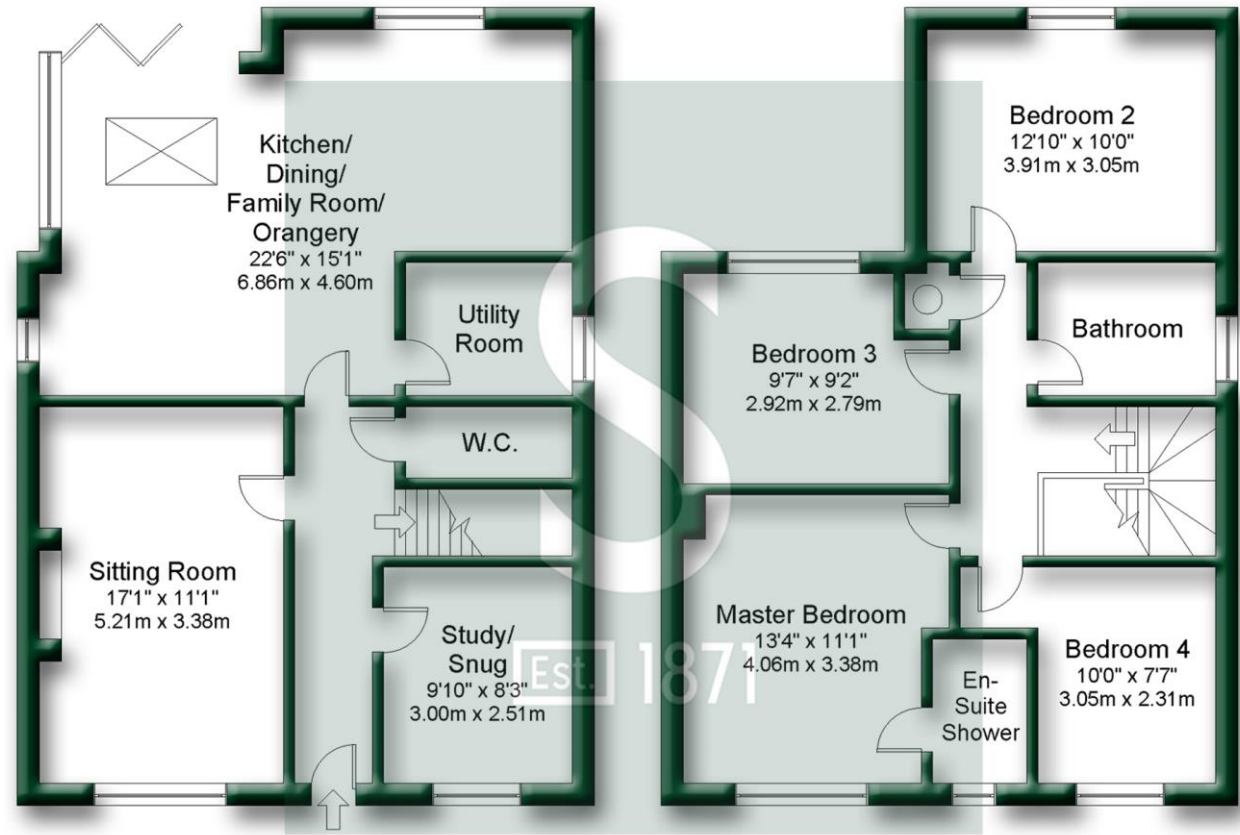 Kitchen/
Dining/
Family Room/
Orangery
22'6" x 15'1"
6.86m x 4.60m
Utility
Room
W.C.
Sitting Room
17'1" x 11'1"
5.21m x 3.38m
Study/
Snug
9'10" x 8'3"
3.00m x 2.51m
Bedroom 2
12'10" x 10'0"
3.91m x 3.05m
Bedroom 3
9'7" x 9'2"
2.92m x 2.79m
Bathroom
Master Bedroom
13'4" x 11'1"
4.06m x 3.38m
En-
Suite
Shower
Bedroom 4
10'0" x 7'7"
3.05m x 2.31m
S
Est. 1871